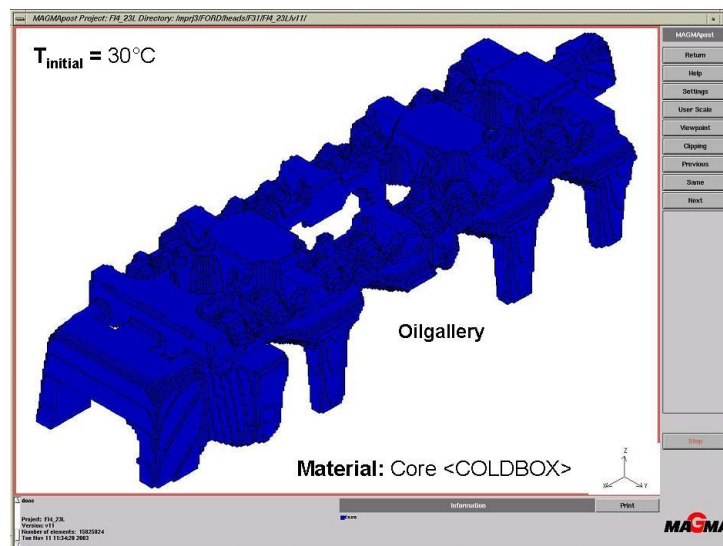 MAGMApost Project: FI4_23L Directory: /mprj3/FORD/heads/F31/FI4_23L/v11/
T initial = 30°C
MAGMApost
Return
Help
Settings
User Scale
Viewpoint
Clipping
Previous
Same
Next
Oilgallery
Material: Core <COLDBOX>
Z
X
Y
Stop
done
Information
Print
Project: FI4_23L
Version: v11
Number of elements: 15025024
Tue Nov 11 11:34:20 2003
Core
MAGMA